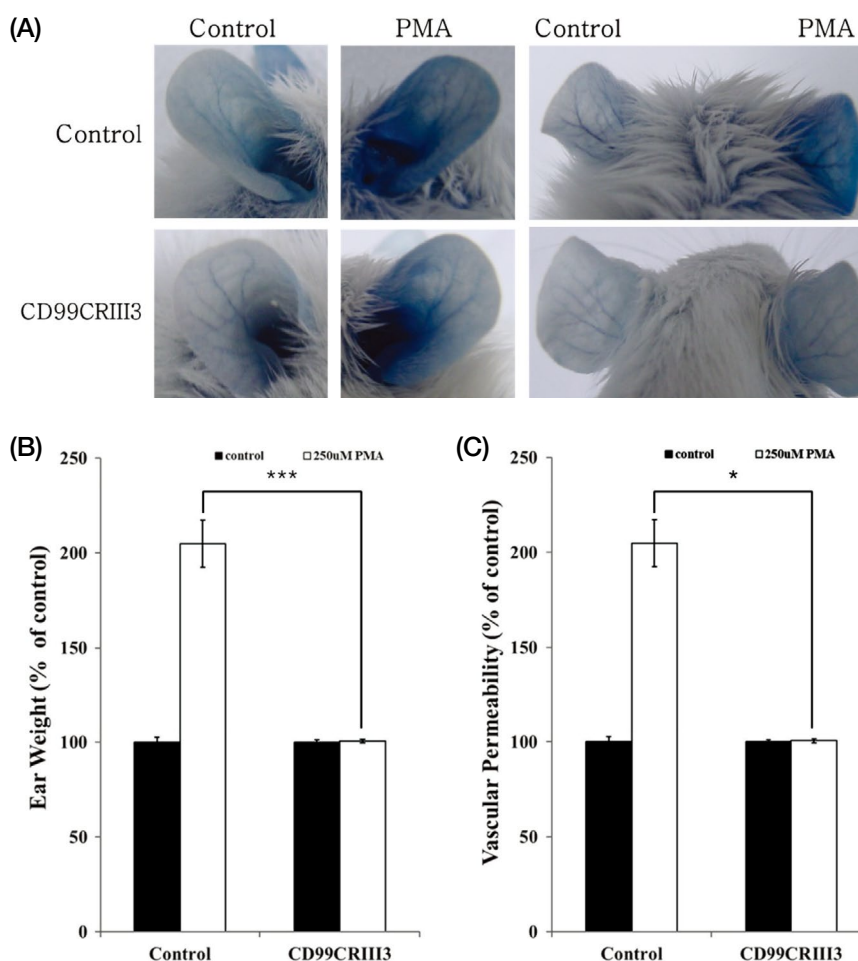 (A)
Control PMA Control PMA
Control
CD99CRIII3
(B)
control 250uM PMA
***
Ear Weight (% of control)
250
200
150
100
50
0
Control CD99CRIII3
(C)
control 250uM PMA
*
Vascular Permeability (% of control)
250
200
150
100
50
0
Control CD99CRIII3